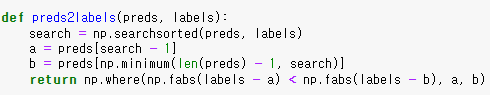 def preds2labels(preds, labels):
    search = np.searchsorted(preds, labels)
    a = preds[search - 1]
    b = preds[np.minimum(len(preds) - 1, search)]
    return np.where(np.fabs(labels - a) < np.fabs(labels - b), a, b)